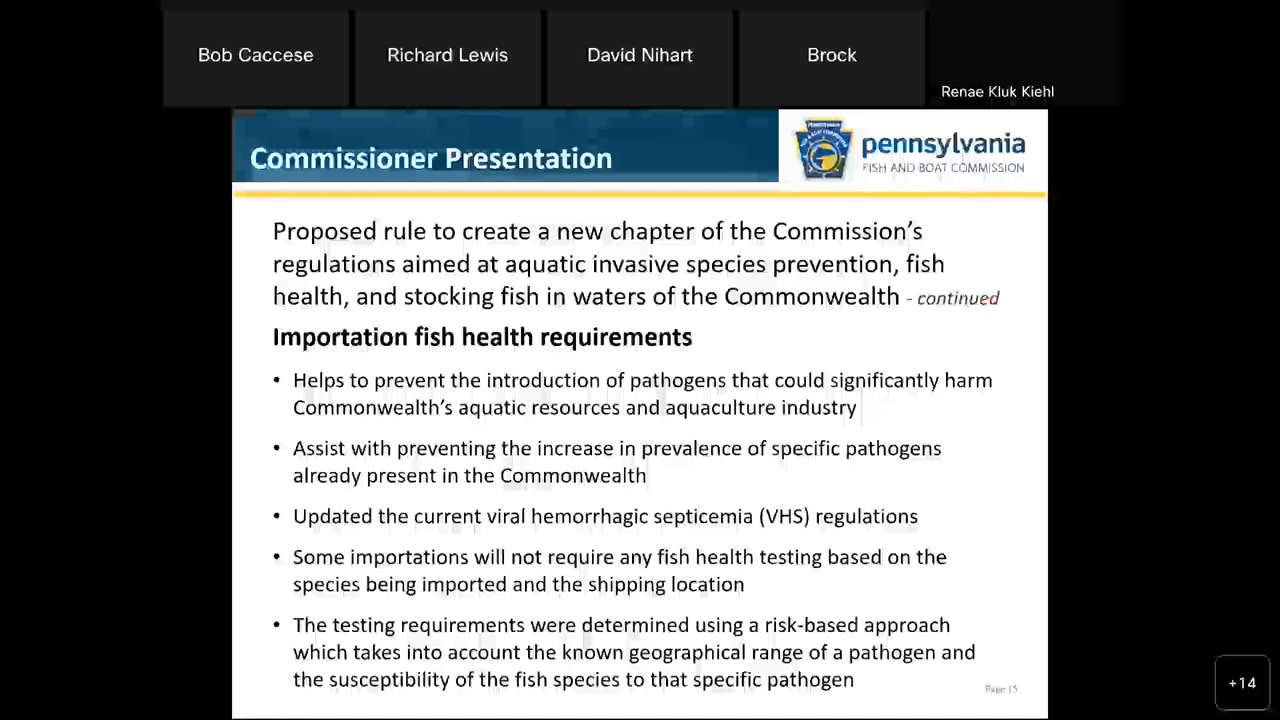 Bob Caccese
Richard Lewis
David Nihart
Brock
Renae Kluk Kiehl
Commissioner Presentation
pennsylvania
FISH AND BOAT COMMISSION
Proposed rule to create a new chapter of the Commission's
regulations aimed at aquatic invasive species prevention, fish
health, and stocking fish in waters of the Commonwealth - continued
Importation fish health requirements
• Helps to prevent the introduction of pathogens that could significantly harm
Commonwealth's aquatic resources and aquaculture industry
• Assist with preventing the increase in prevalence of specific pathogens
already present in the Commonwealth
• Updated the current viral hemorrhagic septicemia (VHS) regulations
• Some importations will not require any fish health testing based on the
species being imported and the shipping location
• The testing requirements were determined using a risk-based approach
which takes into account the known geographical range of a pathogen and
the susceptibility of the fish species to that specific pathogen
Page 15
+14